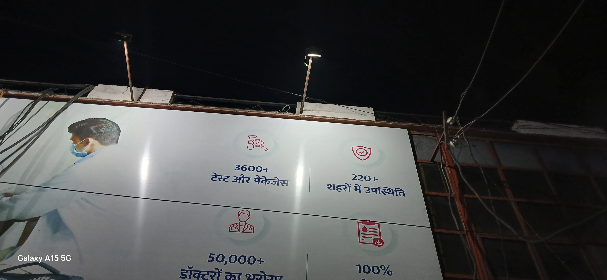 3600+
टेस्ट और पैकेजेस
220+
शहरों में उपस्थिति
50,000+
डॉक्टरों का भरोसा
100%
Galaxy A15 5G